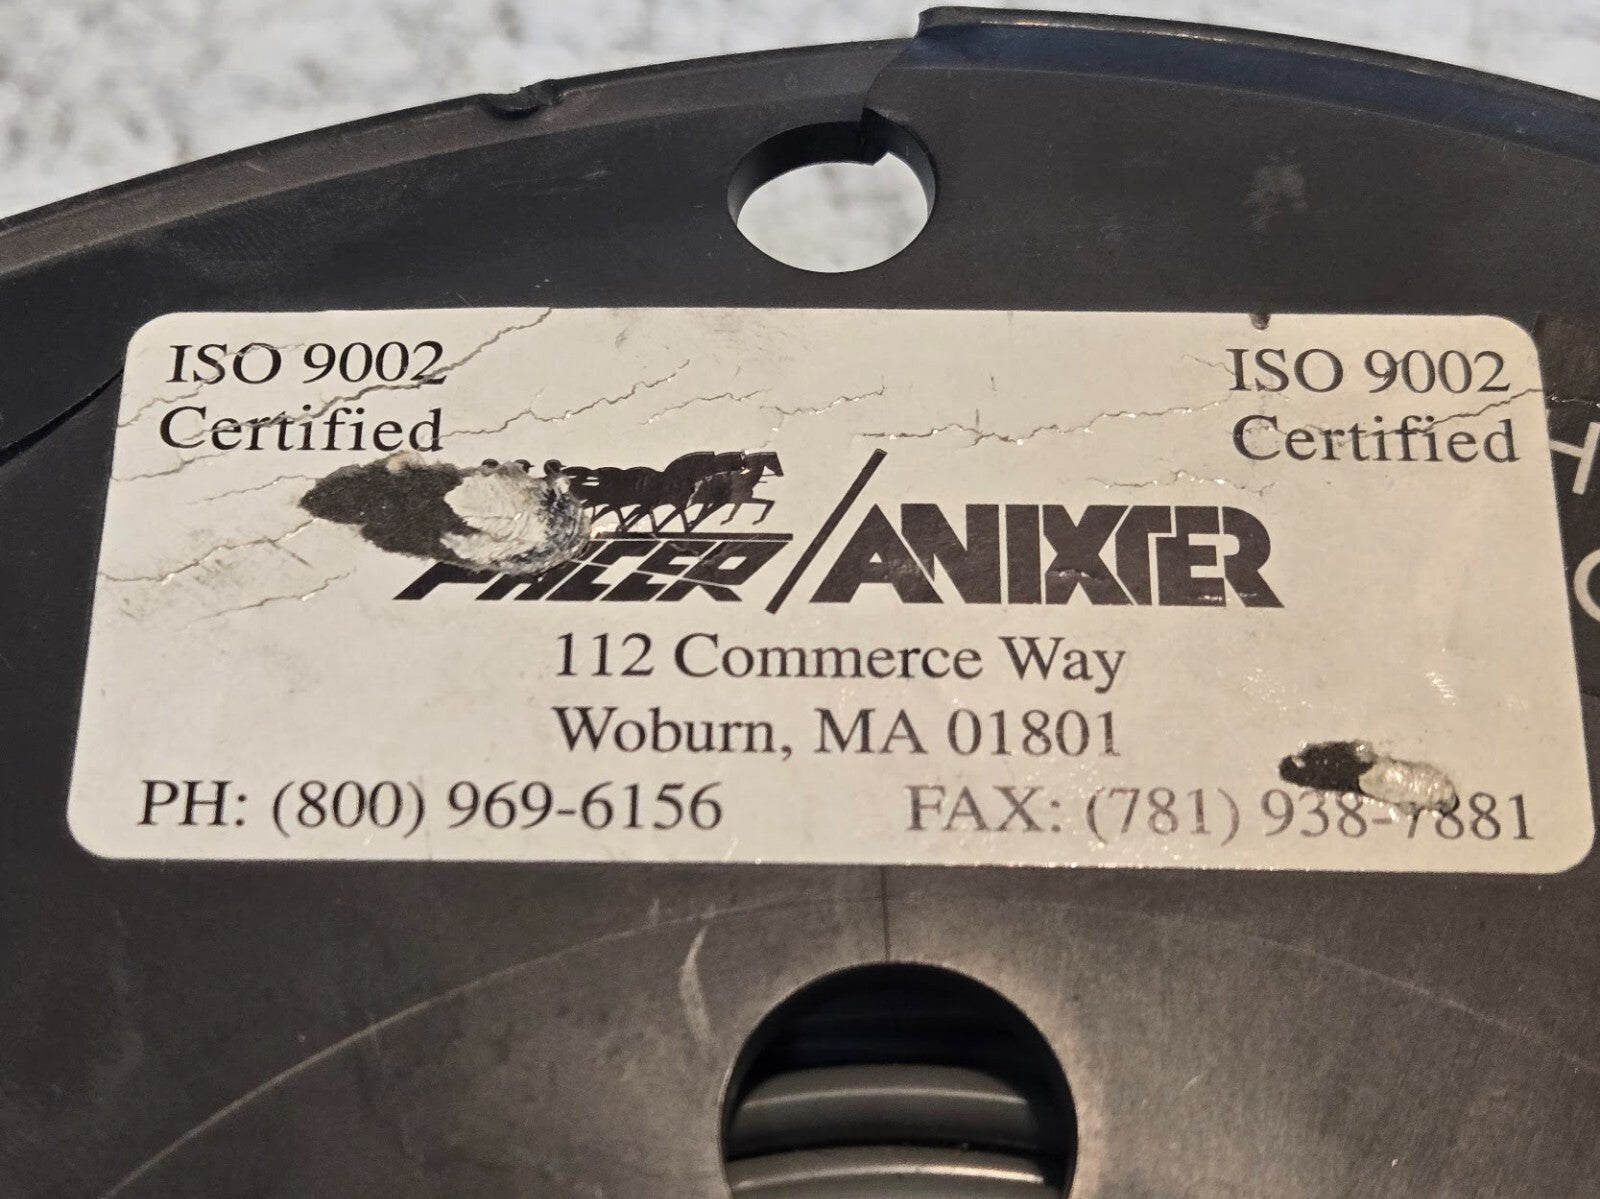 ISO 9002
Certified
ISO 9002
Certified
PACER/ANIXTER
112 Commerce Way
Woburn, MA 01801
PH: (800) 969-6156
FAX: (781) 938-7881